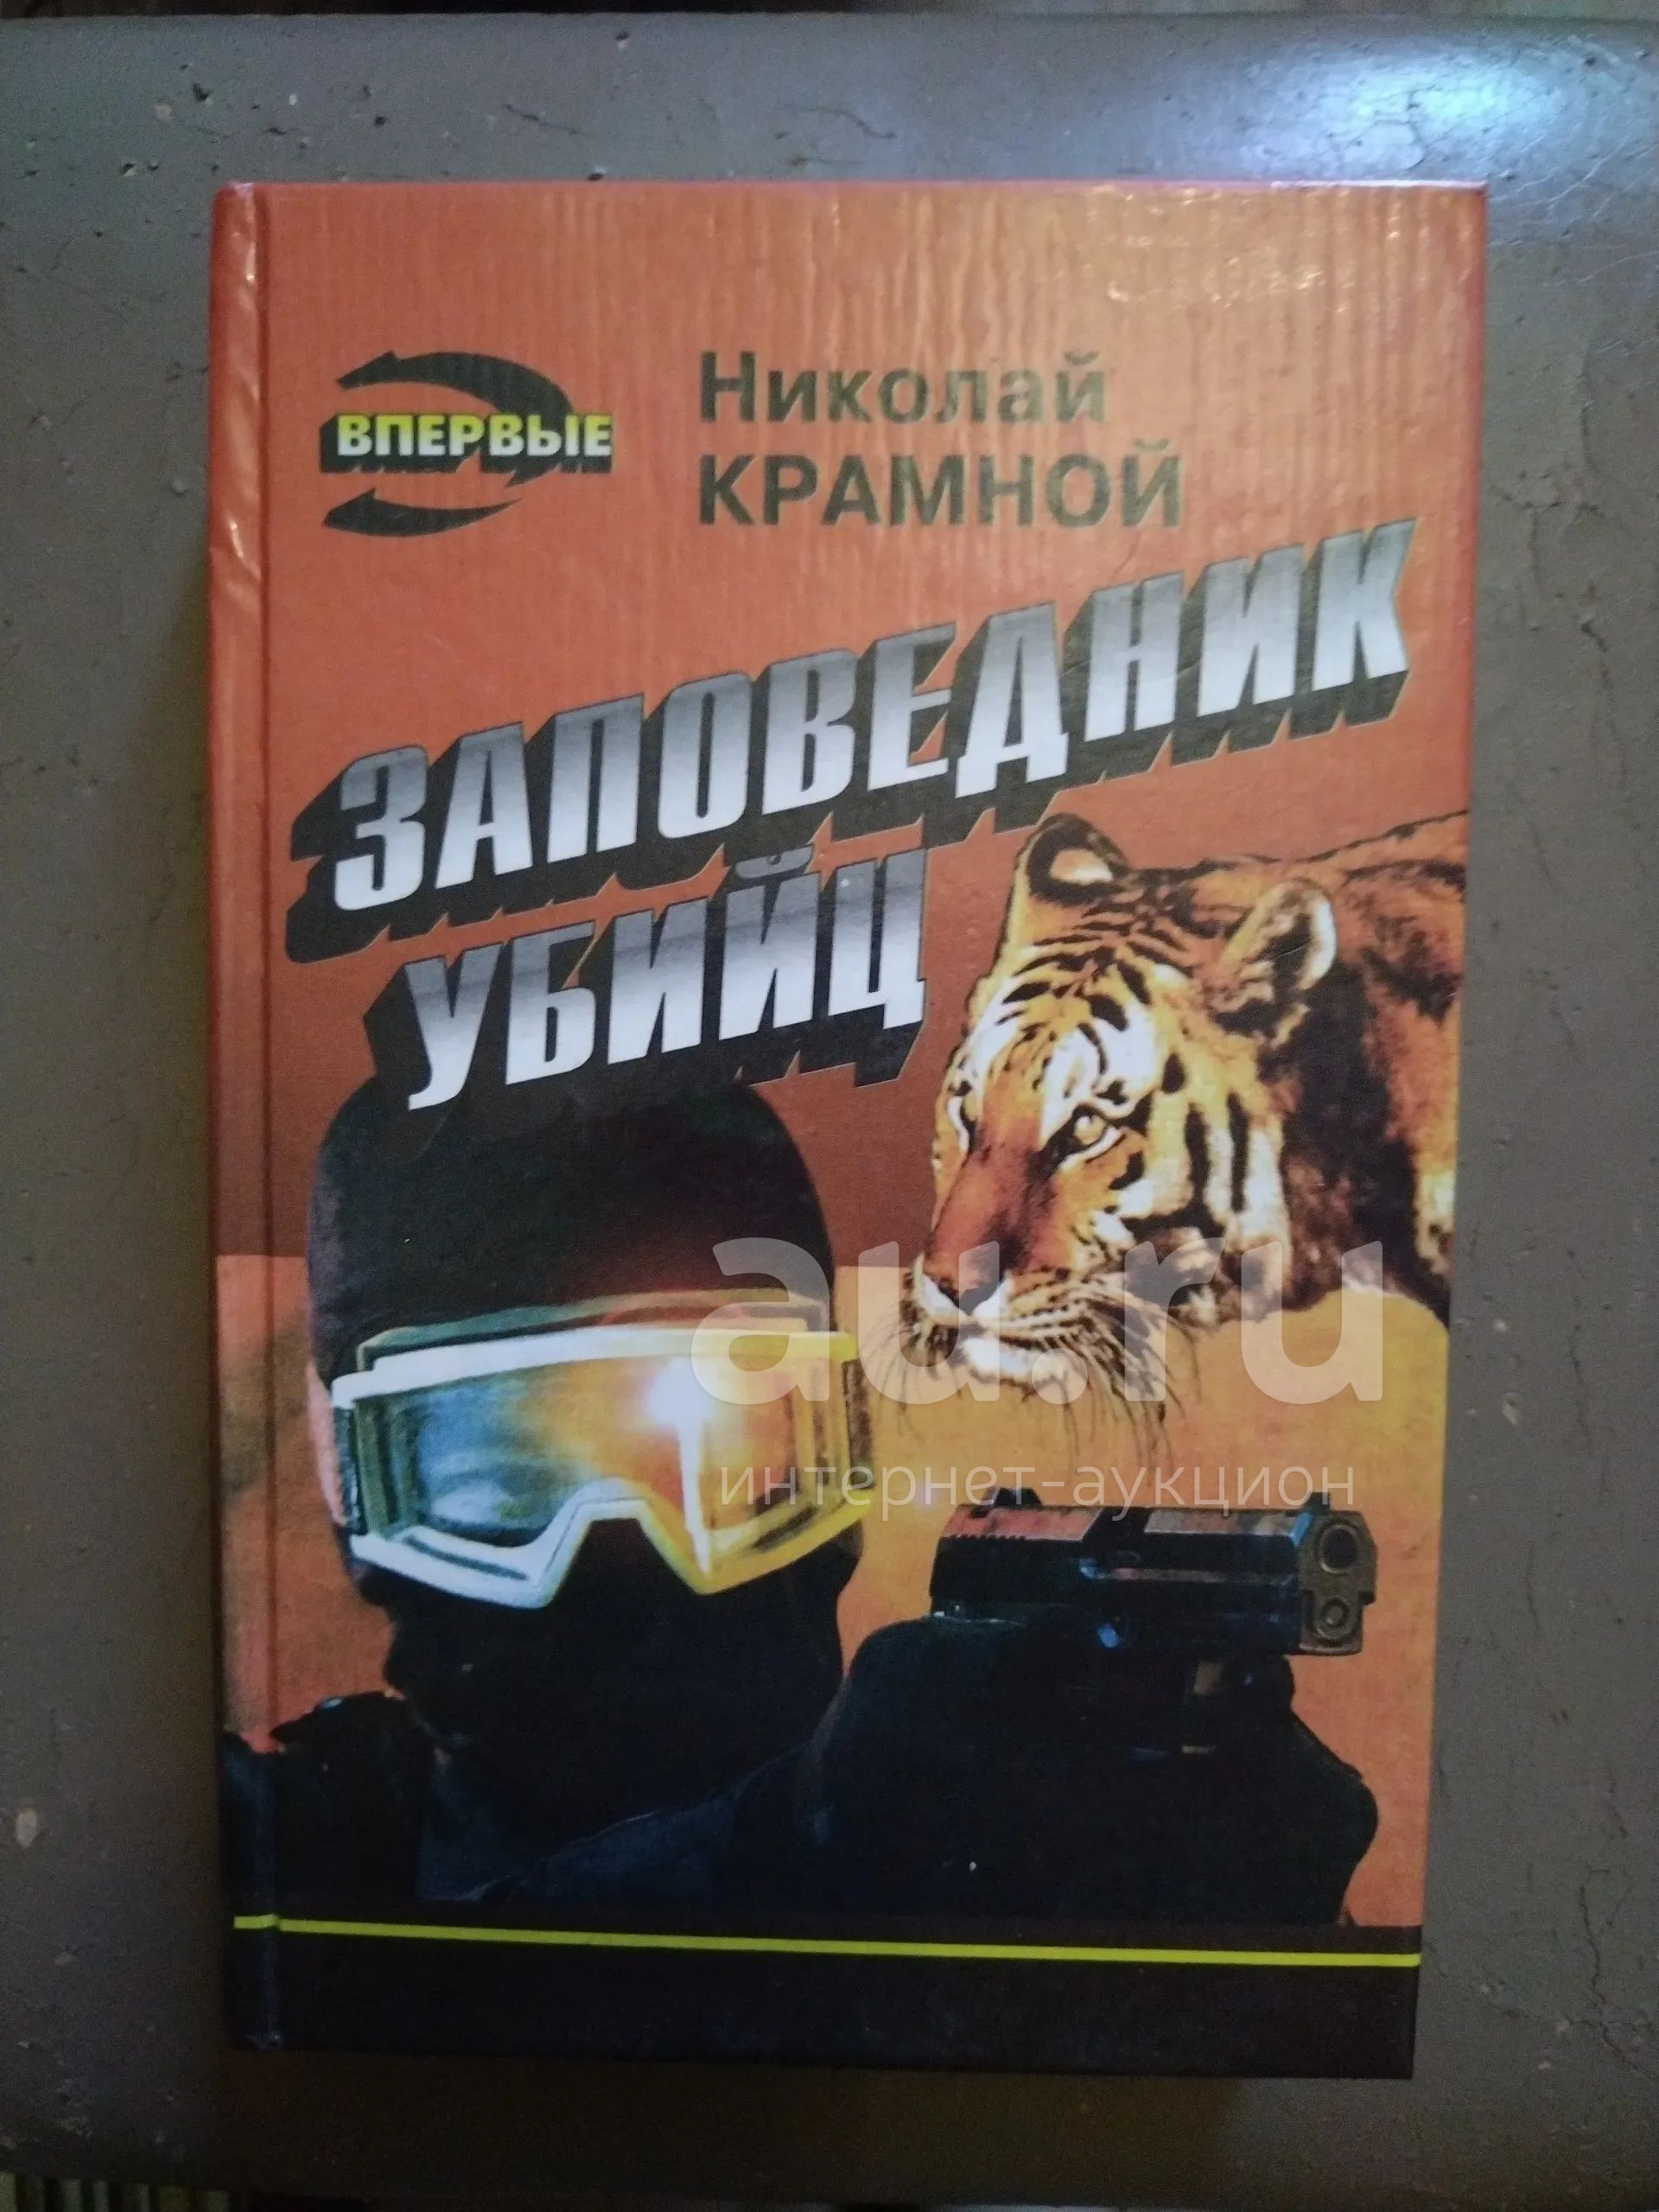 ВПЕРВЫЕ
Николай
КРАМНОЙ
ЗАПОВЕДНИК
УБИЙЦ
au.ru
интернет-аукцион